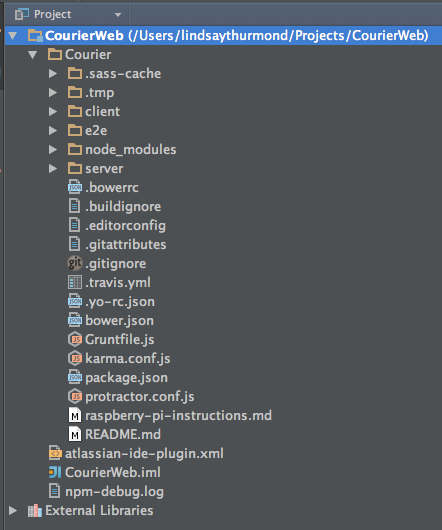 Project
CourierWeb (/Users/lindsaythurmond/Projects/CourierWeb)
Courier
.sass-cache
.tmp
client
e2e
node_modules
server
.bowerrc
.buildignore
.editorconfig
.gitattributes
.gitignore
.travis.yml
.yo-rc.json
bower.json
Gruntfile.js
karma.conf.js
package.json
protractor.conf.js
raspberry-pi-instructions.md
README.md
atlassian-ide-plugin.xml
CourierWeb.iml
npm-debug.log
External Libraries